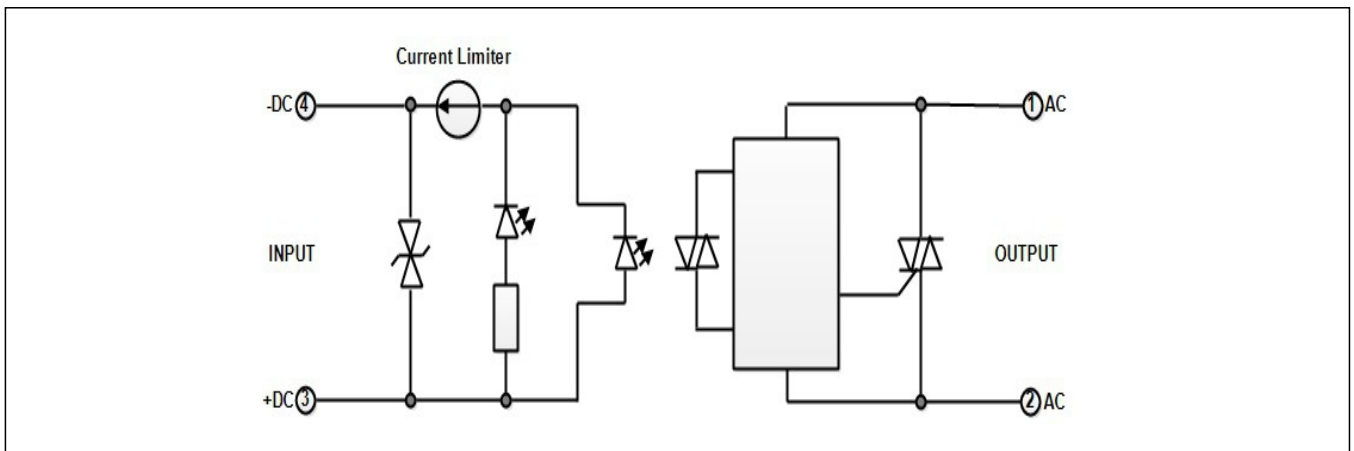 Current Limiter
-DC 4
1 AC
INPUT
OUTPUT
+DC 3
2 AC